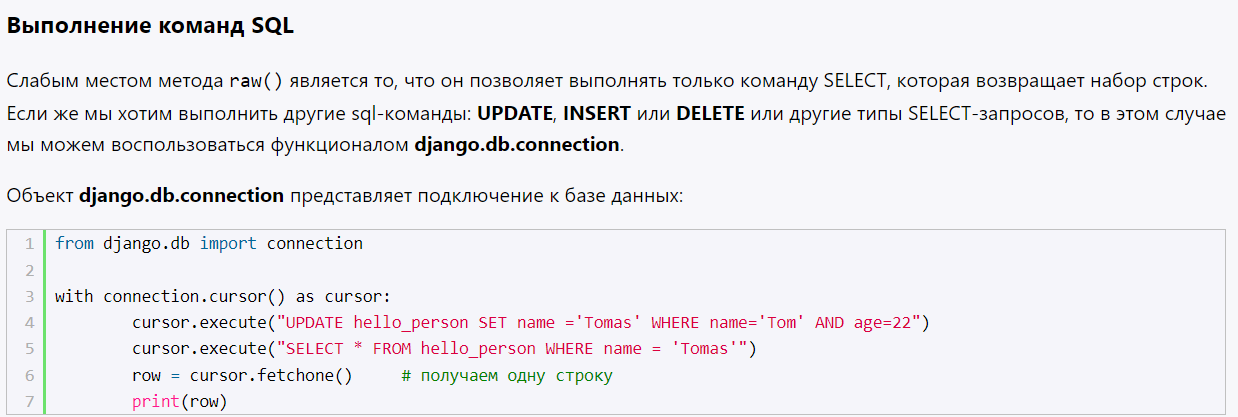 Выполнение команд SQL
Слабым местом метода raw() является то, что он позволяет выполнять только команду SELECT, которая возвращает набор строк.
Если же мы хотим выполнить другие sql-команды: UPDATE, INSERT или DELETE или другие типы SELECT-запросов, то в этом случае
мы можем воспользоваться функционалом django.db.connection.
Объект django.db.connection представляет подключение к базе данных:
1 from django.db import connection
2
3 with connection.cursor() as cursor:
4         cursor.execute("UPDATE hello_person SET name ='Tomas' WHERE name='Tom' AND age=22")
5         cursor.execute("SELECT * FROM hello_person WHERE name = 'Tomas'")
6         row = cursor.fetchone()     # получаем одну строку
7         print(row)